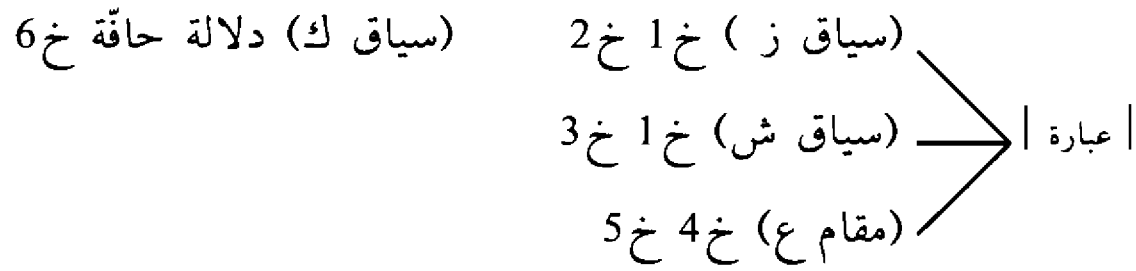 (سياق ز ) خ1 خ2 (سياق ك) دلالة حافّة خ6
| عبارة | (سياق ش) خ1 خ3
(مقام ع) خ4 خ5